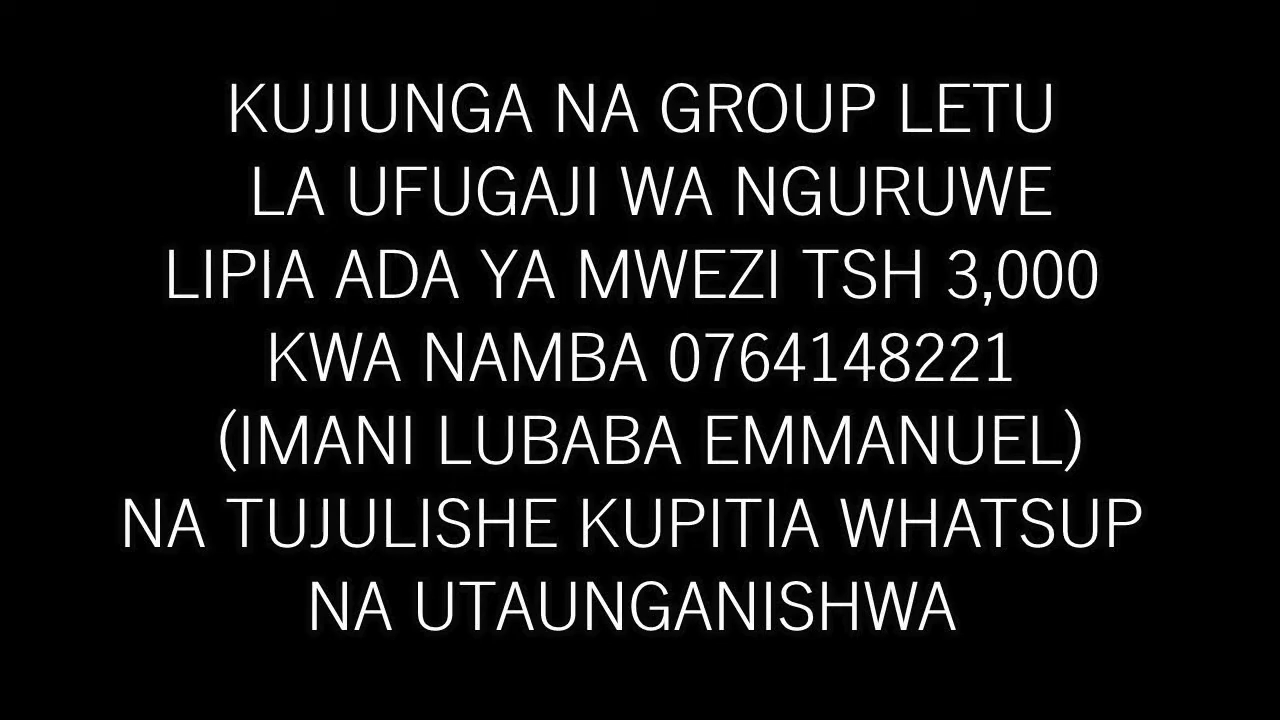 KUJIUNGA NA GROUP LETU
LA UFUGAJI WA NGURUWE
LIPIA ADA YA MWEZI TSH 3,000
KWA NAMBA 0764148221
(IMANI LUBABA EMMANUEL)
NA TUJULISHE KUPITIA WHATSUP
NA UTAUNGANISHWA